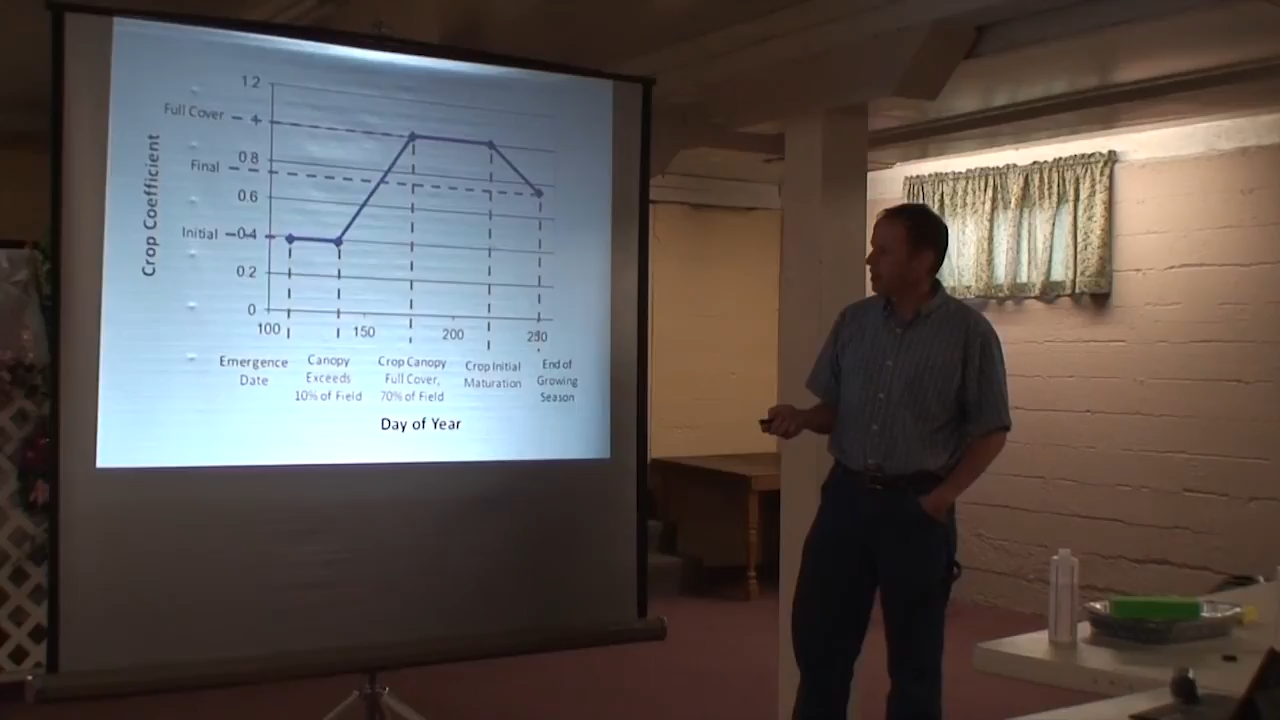 1.2
Full Cover
1
0.8
Final
0.6
Initial
0.4
0.2
0
Crop Coefficient
100
150
200
250
Emergence
Date
Canopy
Exceeds
10% of Field
Crop Canopy
Full Cover,
70% of Field
Crop Initial
Maturation
End of
Growing
Season
Day of Year